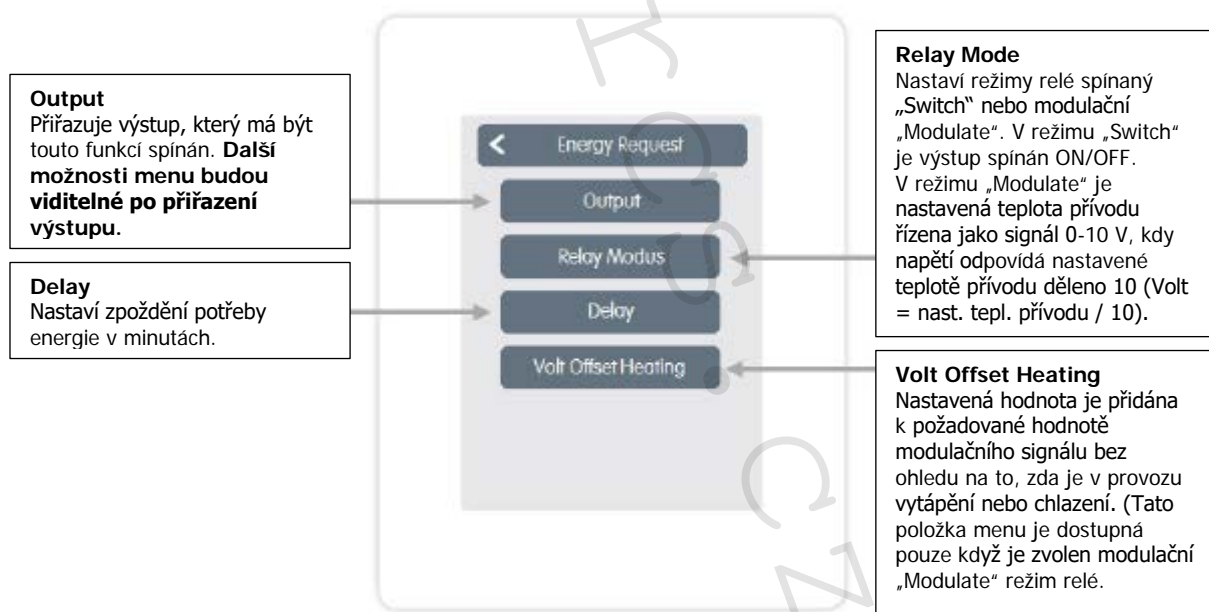 Output
Přiřazuje výstup, který má být
touto funkcí spínán. Další
možnosti menu budou
viditelné po přiřazení
výstupu.
Delay
Nastaví zpoždění potřeby
energie v minutách.
Energy Request
Output
Relay Modus
Delay
Volt Offset Heating
Relay Mode
Nastaví režimy relé spínaný
„Switch“ nebo modulační
„Modulate“. V režimu „Switch“
je výstup spínán ON/OFF.
V režimu „Modulate“ je
nastavená teplota přívodu
řízena jako signál 0-10 V, kdy
napětí odpovídá nastavené
teplotě přívodu děleno 10 (Volt
= nast. tepl. přívodu / 10).
Volt Offset Heating
Nastavená hodnota je přidána
k požadované hodnotě
modulačního signálu bez
ohledu na to, zda je v provozu
vytápění nebo chlazení. (Tato
položka menu je dostupná
pouze když je zvolen modulační
„Modulate“ režim relé.